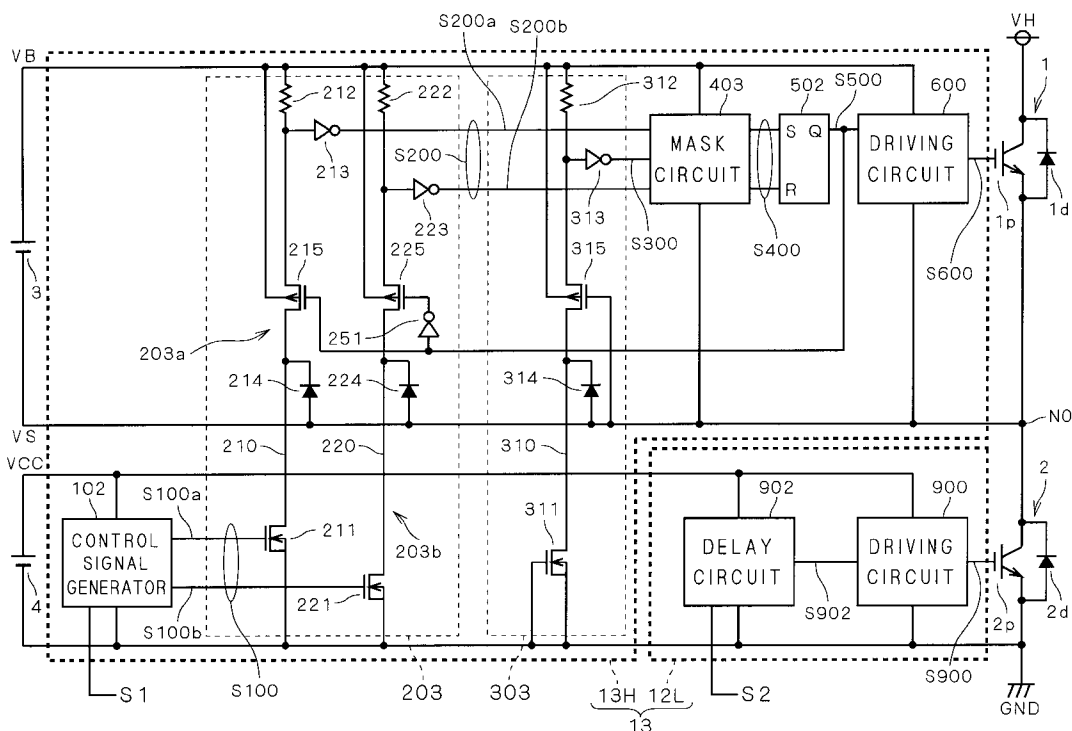 S200a
S200b
VH
VB
212
222
312
403
502
S500
600
1
S200
213
223
313
MASK
CIRCUIT
S Q
R
DRIVING
CIRCUIT
S300
S400
S600
1p
1d
215
225
315
3
251
203a
214
224
314
VS
N0
210
220
310
VCC
102
S100a
211
203b
311
902
900
2
CONTROL
SIGNAL
GENERATOR
DELAY
CIRCUIT
DRIVING
CIRCUIT
4
221
S100b
S902
S900
2p
2d
S1
S100
203
303
13H
12L
13
S2
GND